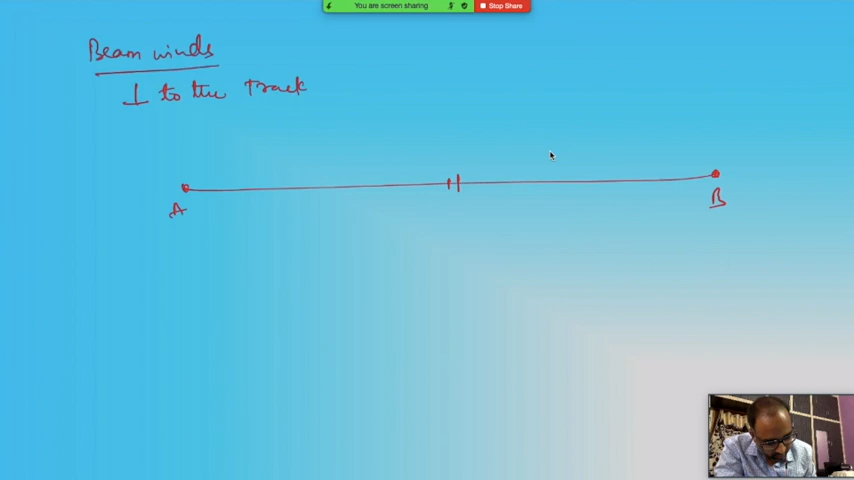 You are screen sharing
Stop Share
Beam winds
⊥ to the track
A
B